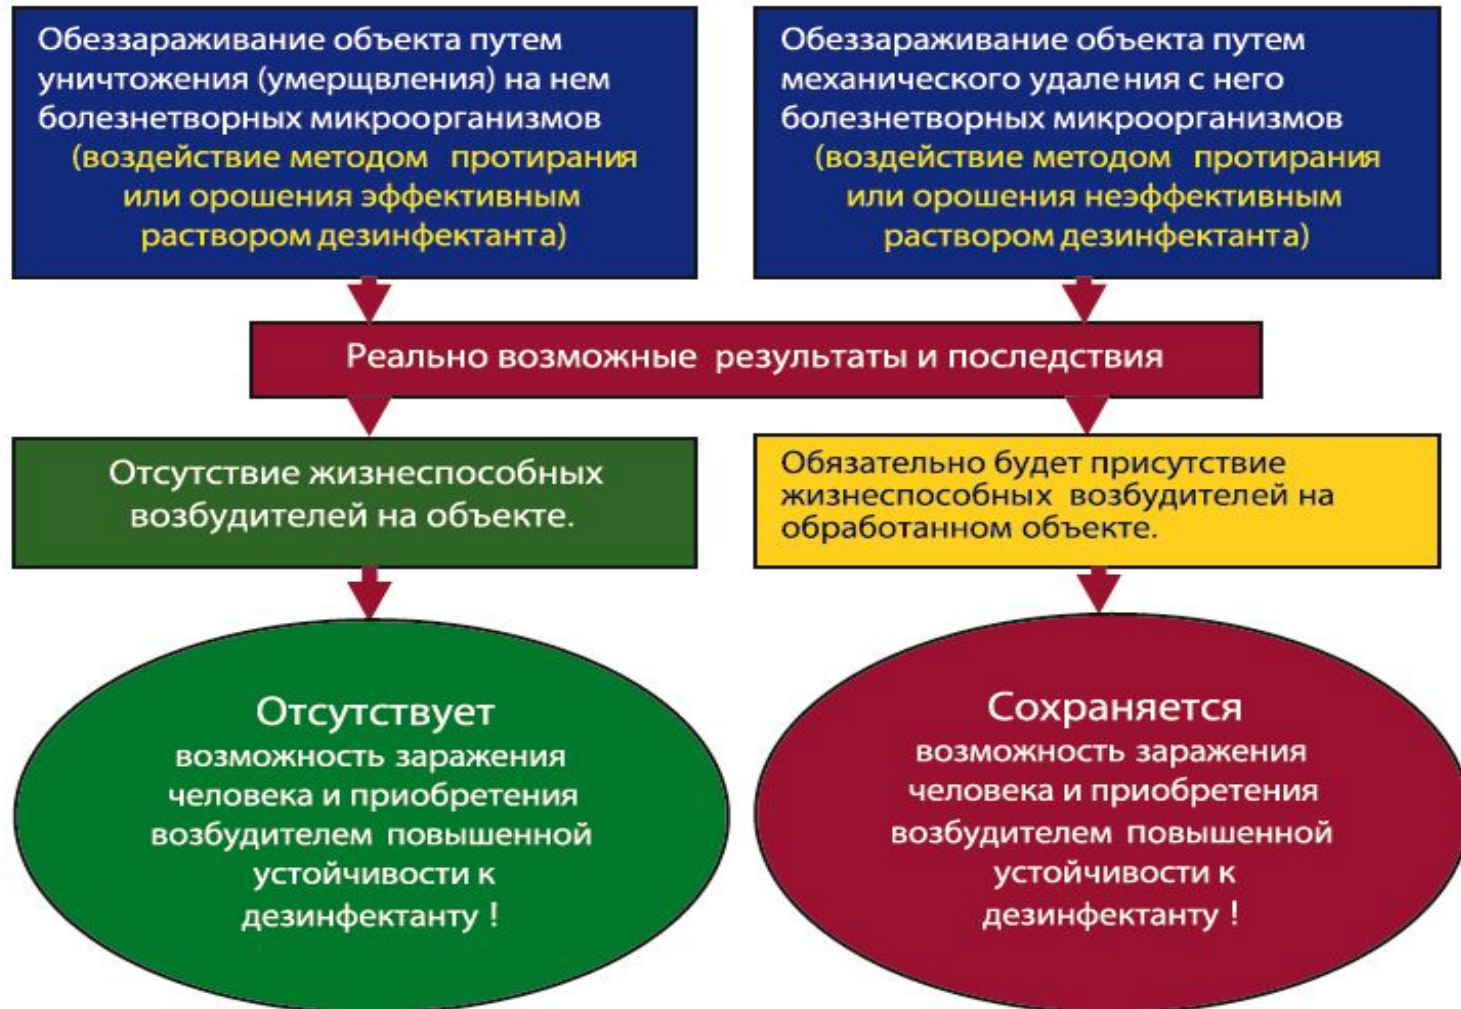 Обеззараживание объекта путем
уничтожения (умерщвления) на нем
болезнетворных микроорганизмов
(воздействие методом протирания
или орошения эффективным
раствором дезинфектанта)
Обеззараживание объекта путем
механического удаления с него
болезнетворных микроорганизмов
(воздействие методом протирания
или орошения неэффективным
раствором дезинфектанта)
Реально возможные результаты и последствия
Отсутствие жизнеспособных
возбудителей на объекте.
Обязательно будет присутствие
жизнеспособных возбудителей на
обработанном объекте.
Отсутствует
возможность заражения
человека и приобретения
возбудителем повышенной
устойчивости к
дезинфектанту !
Сохраняется
возможность заражения
человека и приобретения
возбудителем повышенной
устойчивости к
дезинфектанту !